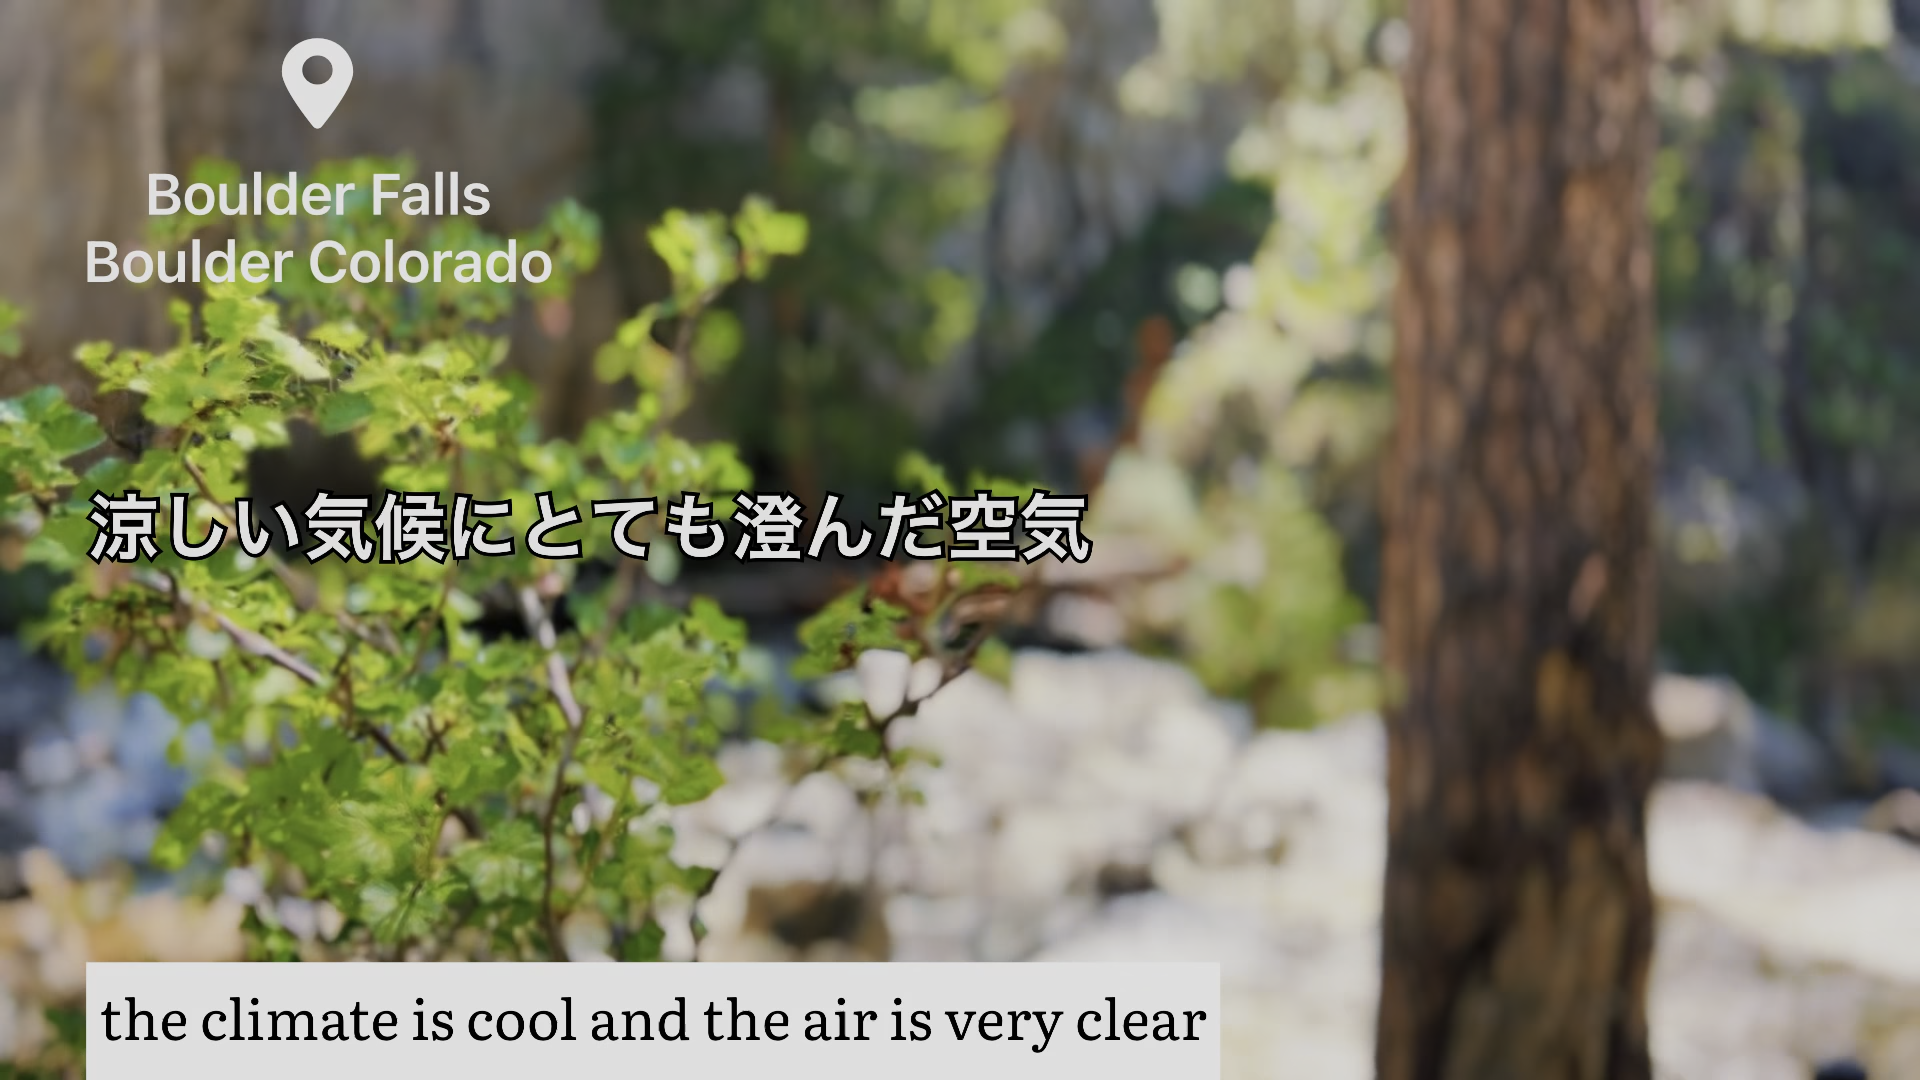 Boulder Falls
Boulder Colorado
涼しい気候にとても澄んだ空気
the climate is cool and the air is very clear